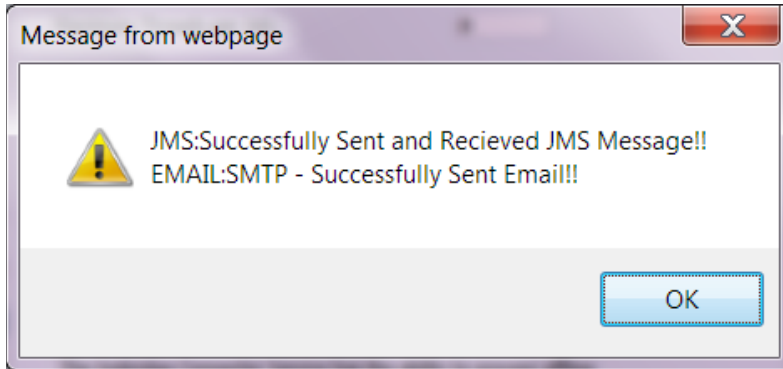 Message from webpage
JMS:Successfully Sent and Recieved JMS Message!!
EMAIL:SMTP - Successfully Sent Email!!
OK